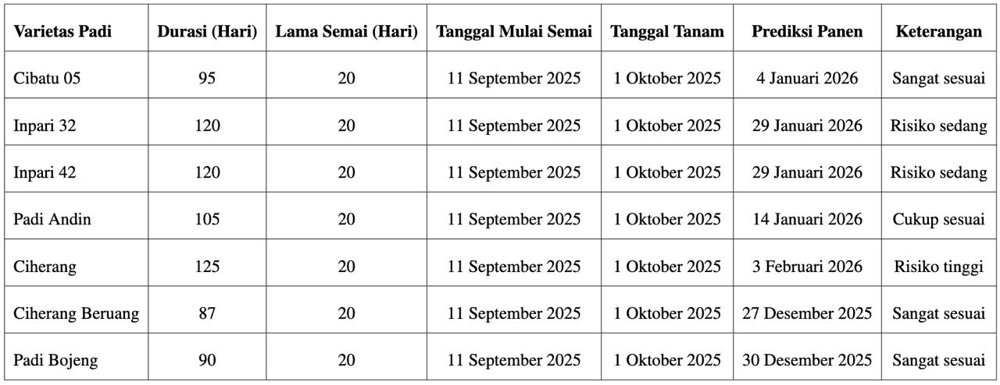 Varietas Padi Durasi (Hari) Lama Semai (Hari) Tanggal Mulai Semai Tanggal Tanam Prediksi Panen Keterangan
Cibatu 05 95 20 11 September 2025 1 Oktober 2025 4 Januari 2026 Sangat sesuai
Inpari 32 120 20 11 September 2025 1 Oktober 2025 29 Januari 2026 Risiko sedang
Inpari 42 120 20 11 September 2025 1 Oktober 2025 29 Januari 2026 Risiko sedang
Padi Andin 105 20 11 September 2025 1 Oktober 2025 14 Januari 2026 Cukup sesuai
Ciherang 125 20 11 September 2025 1 Oktober 2025 3 Februari 2026 Risiko tinggi
Ciherang Beruang 87 20 11 September 2025 1 Oktober 2025 27 Desember 2025 Sangat sesuai
Padi Bojeng 90 20 11 September 2025 1 Oktober 2025 30 Desember 2025 Sangat sesuai